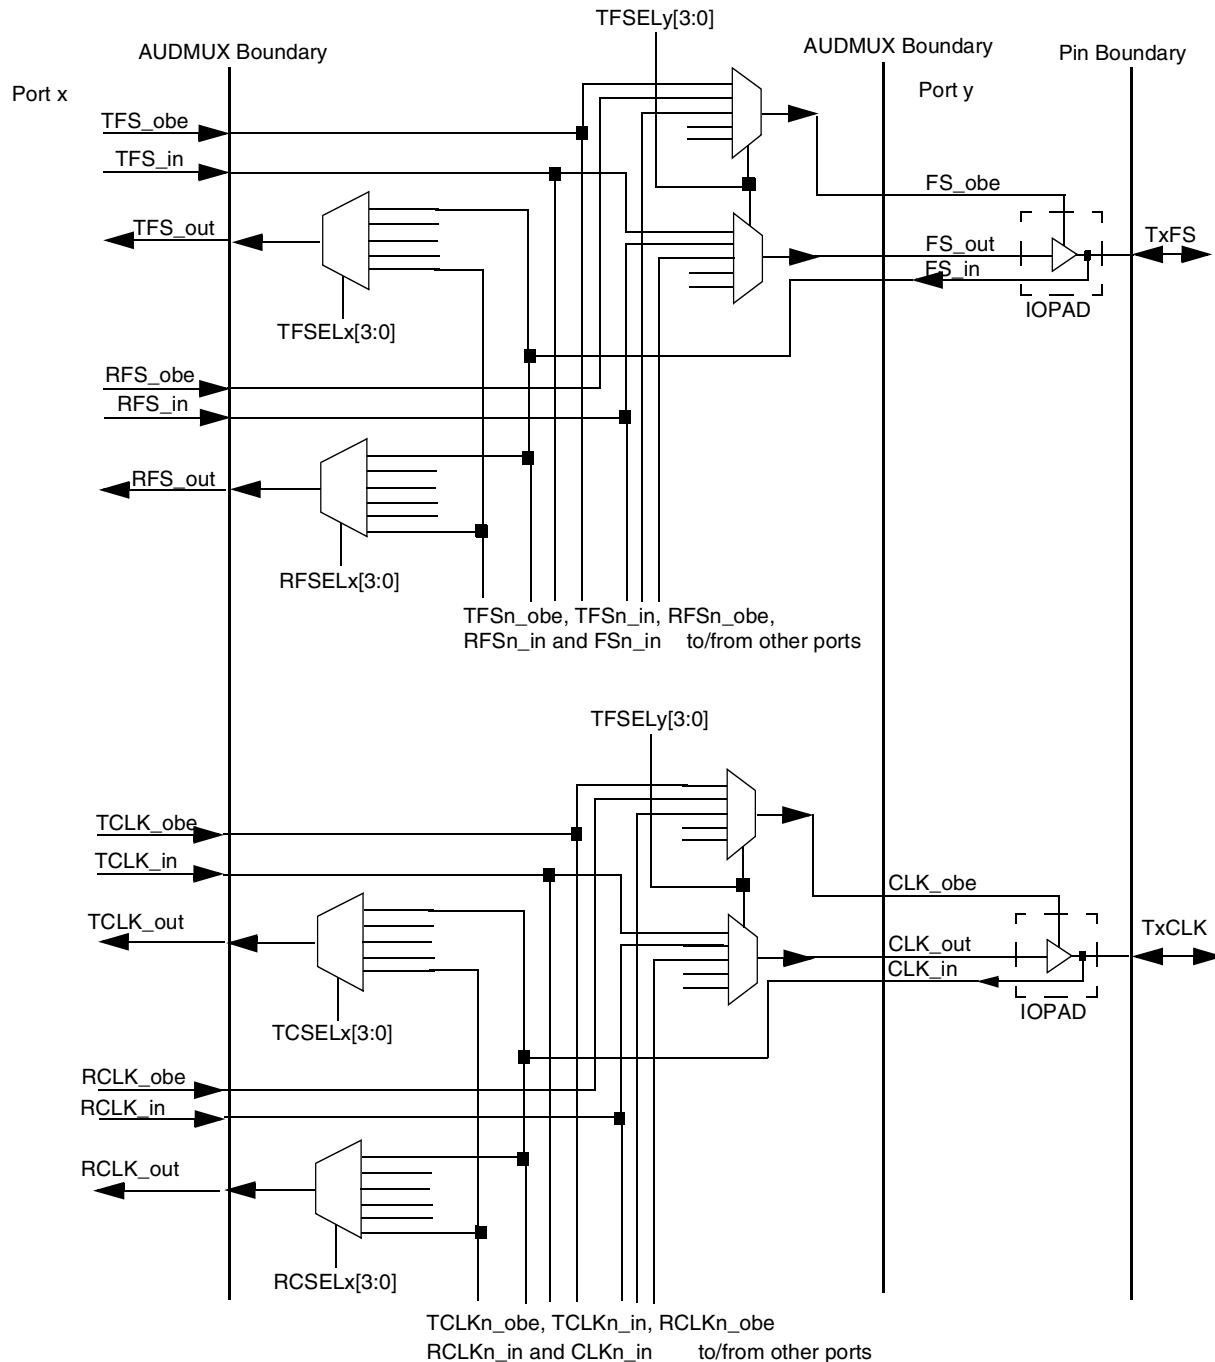 TFSELy[3:0]
AUDMUX Boundary
AUDMUX Boundary
Pin Boundary
Port x
Port y
TFS_obe
TFS_in
FS_obe
TFS_out
TxFS
FS_out
FS_in
IOPAD
TFSELx[3:0]
RFS_obe
RFS_in
RFS_out
RFSELx[3:0]
TFSn_obe, TFSn_in, RFSn_obe,
RFSn_in and FSn_in to/from other ports
TFSELy[3:0]
TCLK_obe
TCLK_in
CLK_obe
TCLK_out
TxCLK
CLK_out
CLK_in
IOPAD
TCSELx[3:0]
RCLK_obe
RCLK_in
RCLK_out
RCSELx[3:0]
TCLKn_obe, TCLKn_in, RCLKn_obe
RCLKn_in and CLKn_in to/from other ports